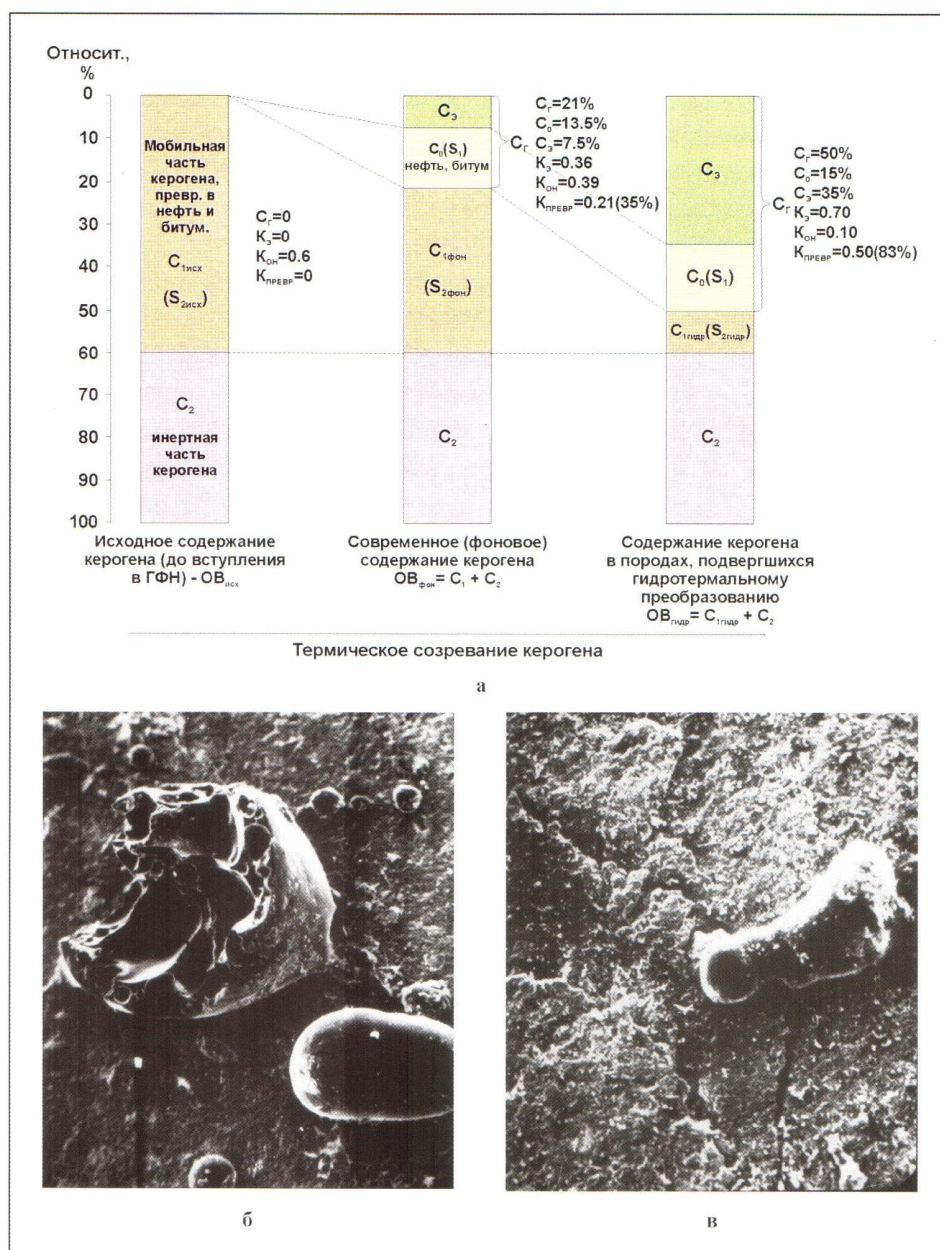 Относит.,
%
0
10
20
30
40
50
60
70
80
90
100
Мобильная
часть
керогена,
превр. в
нефть и
битум.
C₁исх
(S₂исх)
C₂
инертная
часть
керогена
Cг=0
Kэ=0
Kон=0.6
Kпревр=0
Cэ
C₀(S₁)
нефть, битум
C₁фон
(S₂фон)
C₂
Cг
Cг=21%
C₀=13.5%
Cэ=7.5%
Kэ=0.36
Kон=0.39
Kпревр=0.21(35%)
Cэ
C₀(S₁)
C₁гидр(S₂гидр)
C₂
Cг
Cг=50%
C₀=15%
Cэ=35%
Kэ=0.70
Kон=0.10
Kпревр=0.50(83%)
Исходное содержание
керогена (до вступления
в ГФН) - ОВисх
Современное (фоновое)
содержание керогена
ОВфон= C₁ + C₂
Содержание керогена
в породах, подвергшихся
гидротермальному
преобразованию
ОВгидр= C₁гидр + C₂
Термическое созревание керогена
а
б
в